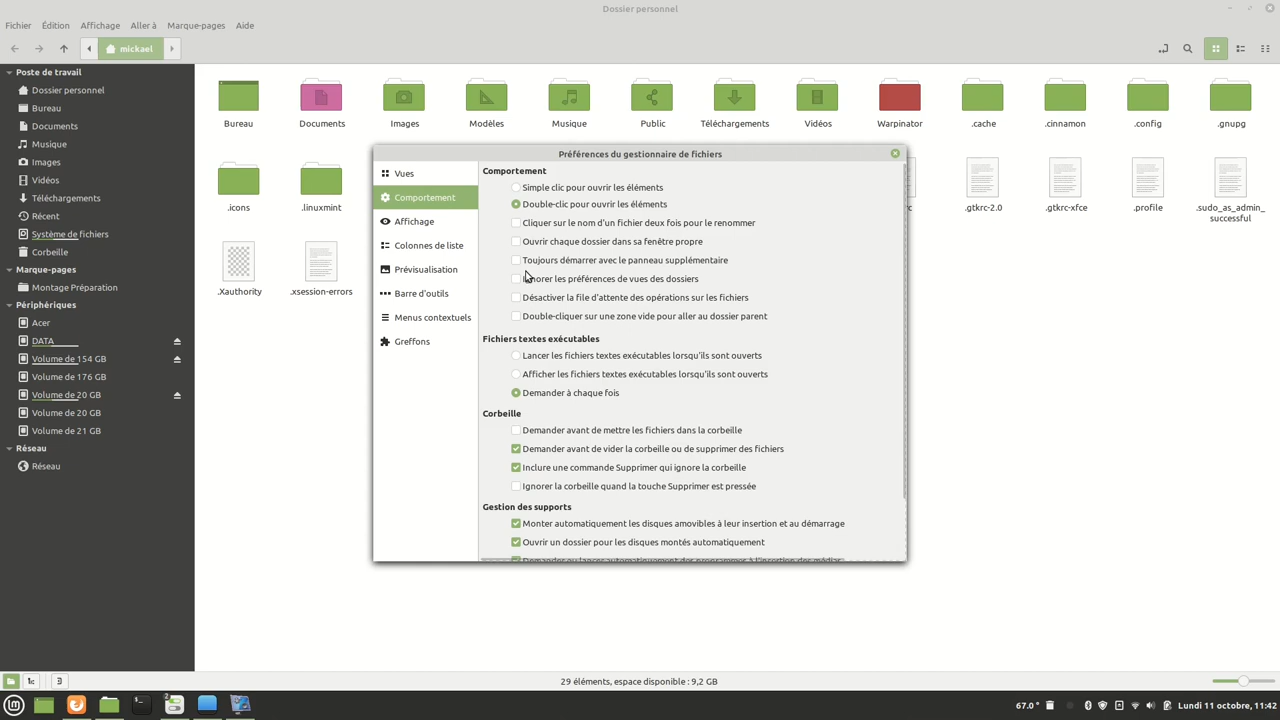 Dossier personnel
Fichier Édition Affichage Aller à Marque-pages Aide
mickael
Poste de travail
Dossier personnel
Bureau
Documents
Musique
Images
Vidéos
Téléchargements
Récent
Système de fichiers
Corbeille
Marque-pages
Montage Préparation
Périphériques
Acer
DATA
Volume de 154 GB
Volume de 176 GB
Volume de 20 GB
Volume de 20 GB
Volume de 21 GB
Réseau
Réseau
Bureau Documents Images Modèles Musique Public Téléchargements Vidéos Warpinator .cache .cinnamon .config .gnupg
.icons .linuxmint .gtkrc-2.0 .gtkrc-xfce .profile .sudo_as_admin_
successful
.Xauthority .xsession-errors
Préférences du gestionnaire de fichiers
Vues
Comportement
Affichage
Colonnes de liste
Prévisualisation
Barre d'outils
Menus contextuels
Greffons
Comportement
Simple clic pour ouvrir les éléments
Double-clic pour ouvrir les éléments
Cliquer sur le nom d'un fichier deux fois pour le renommer
Ouvrir chaque dossier dans sa fenêtre propre
Toujours démarrer avec le panneau supplémentaire
Ignorer les préférences de vues des dossiers
Désactiver la file d'attente des opérations sur les fichiers
Double-cliquer sur une zone vide pour aller au dossier parent
Fichiers textes exécutables
Lancer les fichiers textes exécutables lorsqu'ils sont ouverts
Afficher les fichiers textes exécutables lorsqu'ils sont ouverts
Demander à chaque fois
Corbeille
Demander avant de mettre les fichiers dans la corbeille
Demander avant de vider la corbeille ou de supprimer des fichiers
Inclure une commande Supprimer qui ignore la corbeille
Ignorer la corbeille quand la touche Supprimer est pressée
Gestion des supports
Monter automatiquement les disques amovibles à leur insertion et au démarrage
Ouvrir un dossier pour les disques montés automatiquement
Demander ou lancer automatiquement des programmes à l'insertion des médias
29 éléments, espace disponible : 9,2 GB
2
67.0 ° Lundi 11 octobre, 11:42